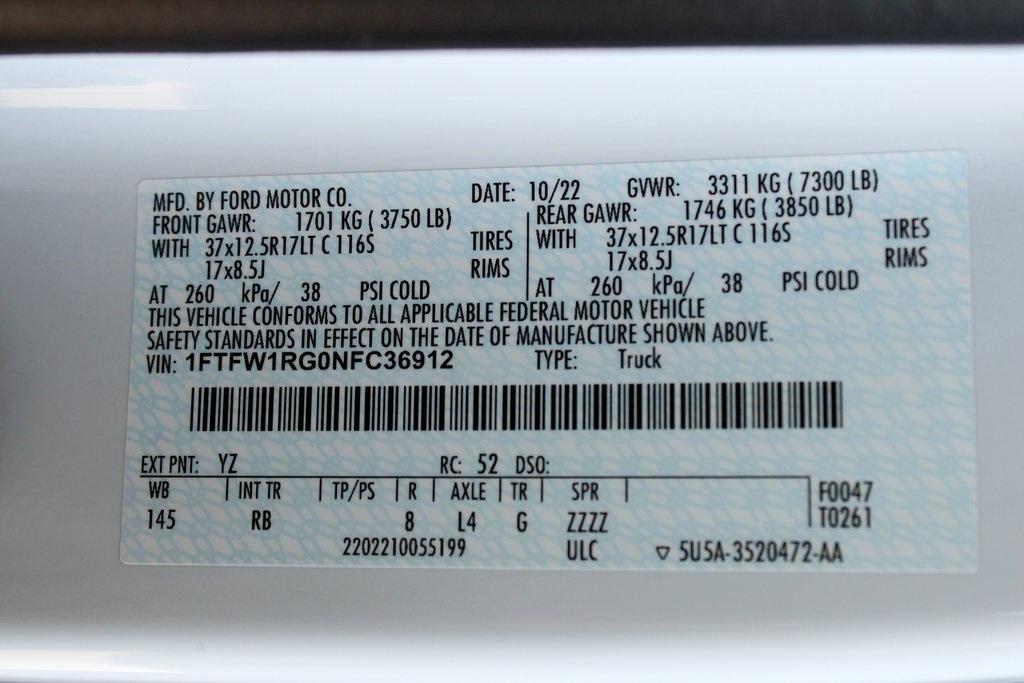 MFD. BY FORD MOTOR CO. DATE: 10/22 GVWR: 3311 KG ( 7300 LB)
FRONT GAWR: 1701 KG ( 3750 LB) REAR GAWR: 1746 KG ( 3850 LB)
WITH 37x12.5R17LT C 116S TIRES WITH 37x12.5R17LT C 116S TIRES
17x8.5J RIMS 17x8.5J RIMS
AT 260 kPa/ 38 PSI COLD AT 260 kPa/ 38 PSI COLD
THIS VEHICLE CONFORMS TO ALL APPLICABLE FEDERAL MOTOR VEHICLE
SAFETY STANDARDS IN EFFECT ON THE DATE OF MANUFACTURE SHOWN ABOVE.
VIN: 1FTFW1RG0NFC36912 TYPE: Truck
EXT PNT: YZ RC: 52 DSO:
WB INT TR TP/PS R AXLE TR SPR F0047
145 RB 8 L4 G ZZZZ T0261
2202210055199 ULC ▽ 5U5A-3520472-AA